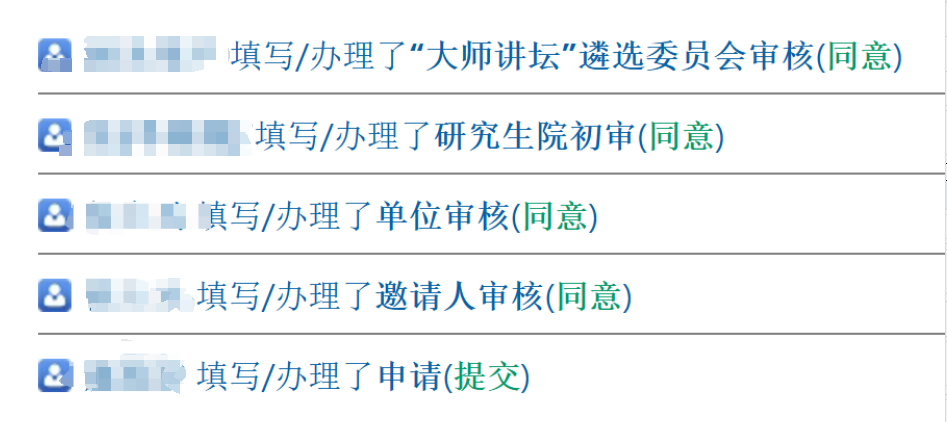 填写/办理了“大师讲坛”遴选委员会审核(同意)
填写/办理了研究生院初审(同意)
填写/办理了单位审核(同意)
填写/办理了邀请人审核(同意)
填写/办理了申请(提交)